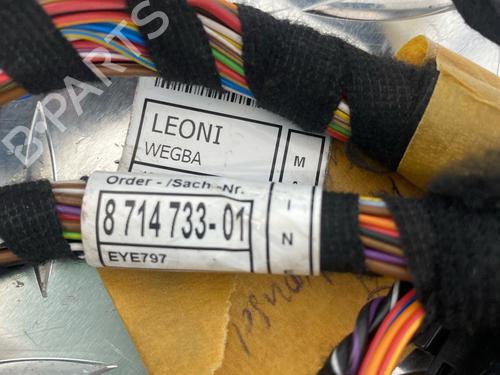 B-PARTS
LEONI
WEGBA
M
Order - /Sach -Nr.
8 714 733-01
EYE797
I N E